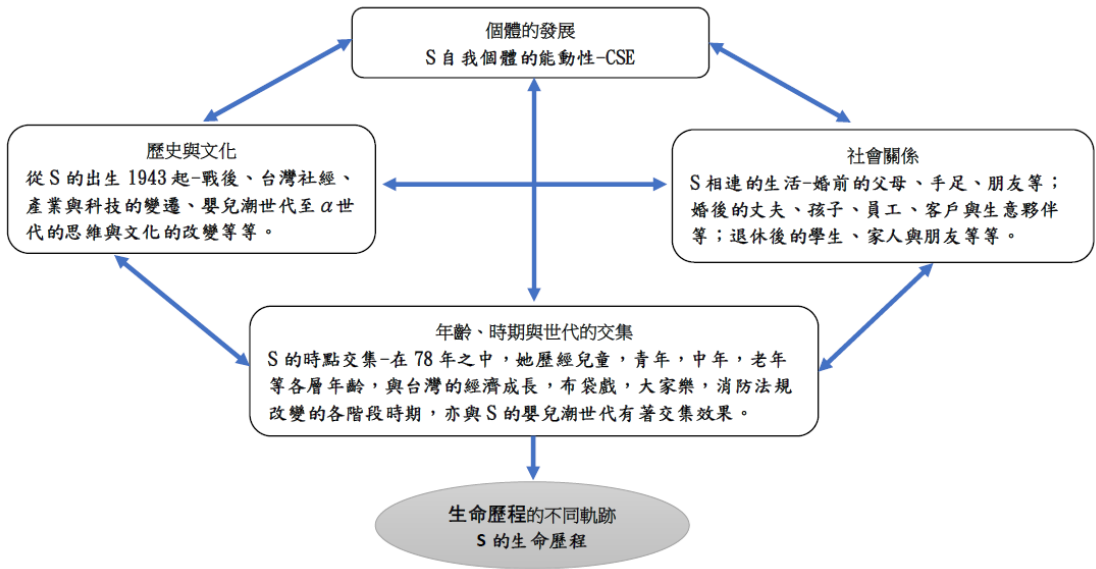 個體的發展
S自我個體的能動性-CSE
歷史與文化
從S的出生1943起-戰後、台灣社經、
產業與科技的變遷、嬰兒潮世代至α世
代的思維與文化的改變等等。
社會關係
S相連的生活-婚前的父母、手足、朋友等；
婚後的丈夫、孩子、員工、客戶與生意夥伴
等；退休後的學生、家人與朋友等等。
年齡、時期與世代的交集
S的時點交集-在78年之中，她歷經兒童，青年，中年，老年
等各層年齡，與台灣的經濟成長，布袋戲，大家樂，消防法規
改變的各階段時期，亦與S的嬰兒潮世代有著交集效果。
生命歷程的不同軌跡
S的生命歷程